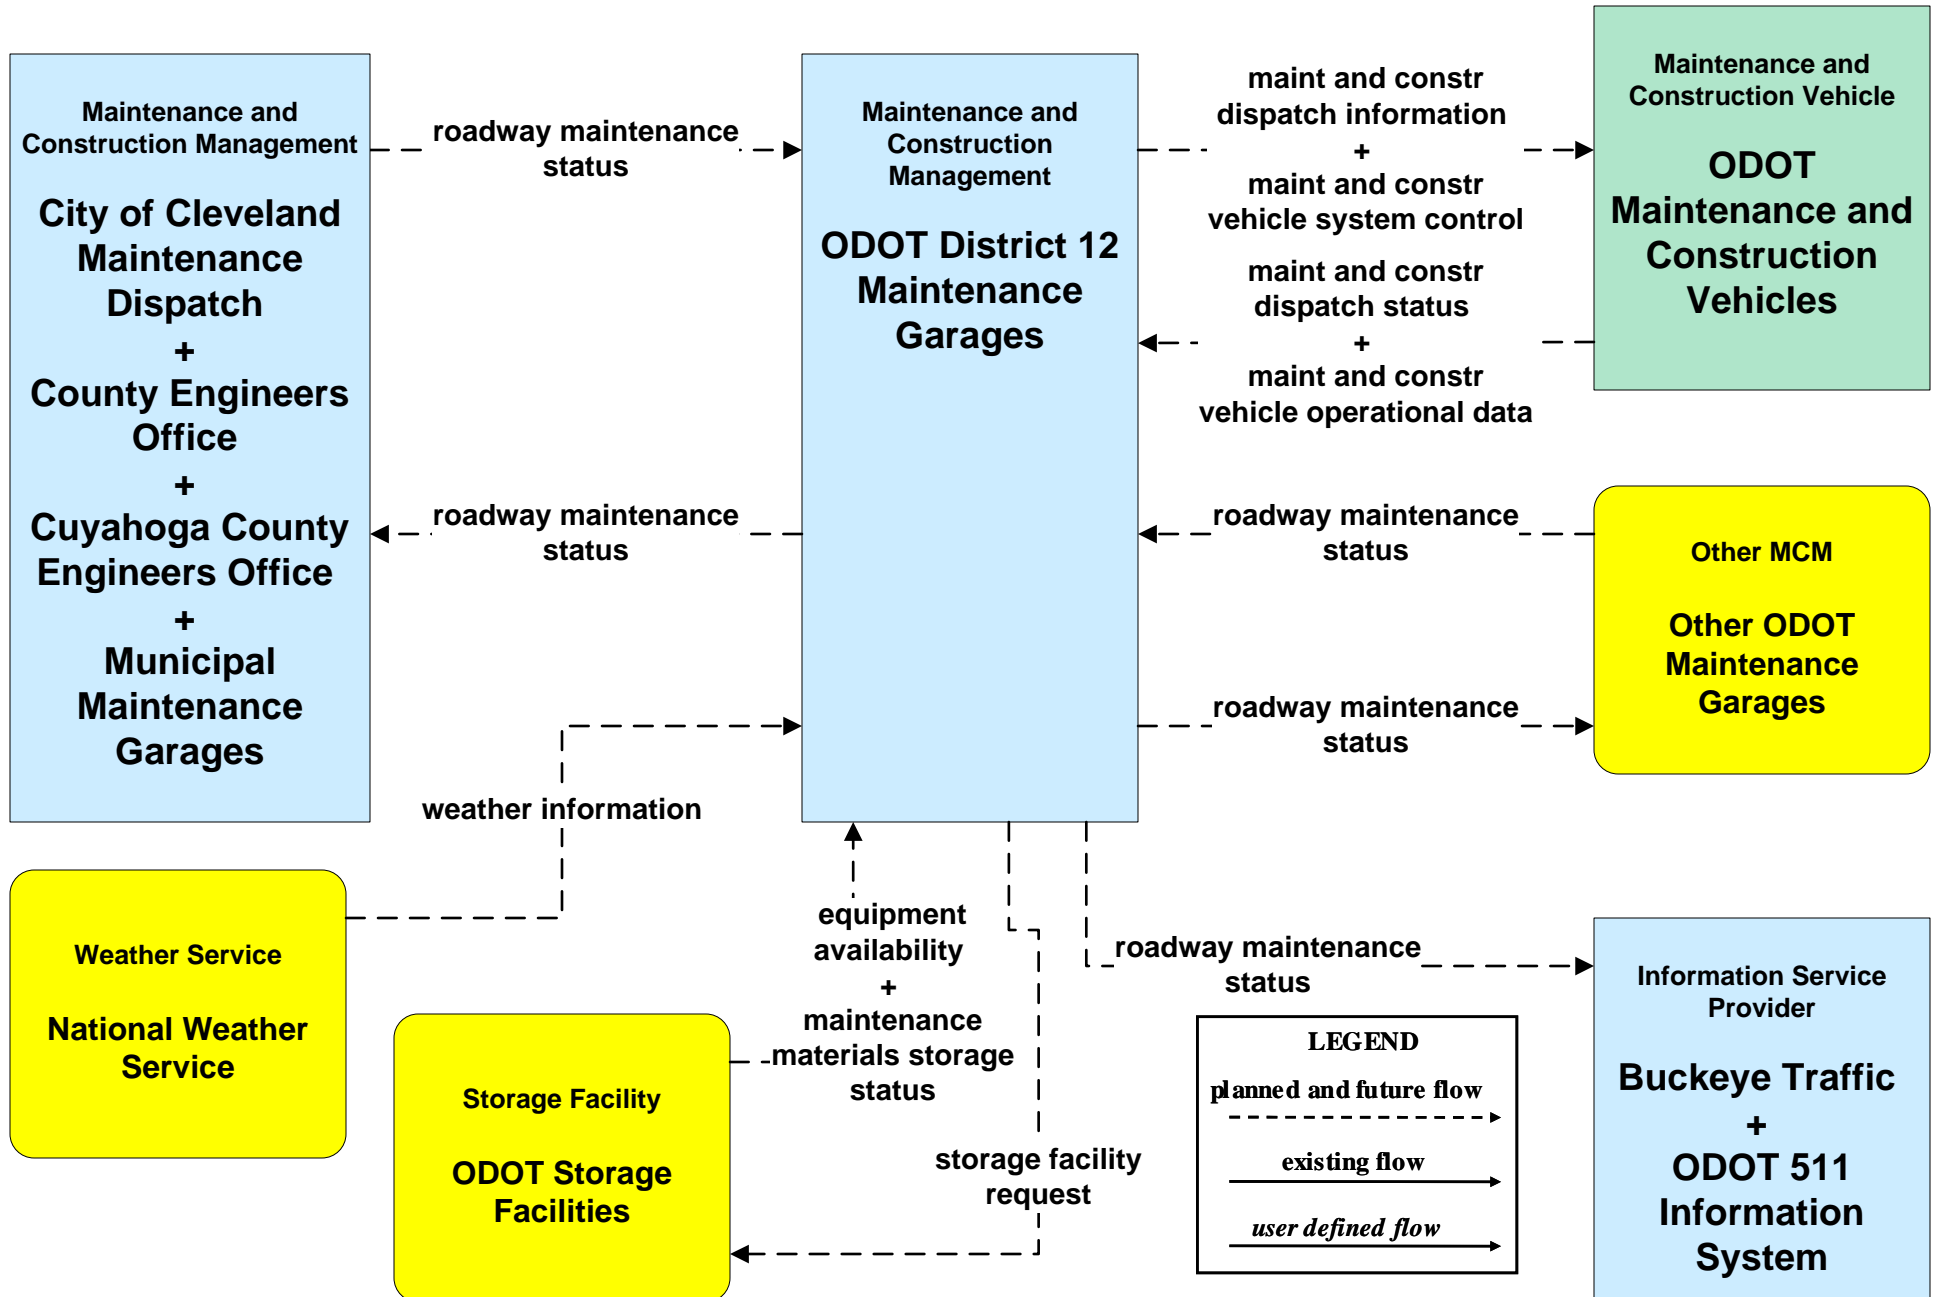 Maintenance and
Construction Management
City of Cleveland
Maintenance
Dispatch
+
County Engineers
Office
+
Cuyahoga County
Engineers Office
+
Municipal
Maintenance
Garages
roadway maintenance
status
roadway maintenance
status
weather information
Maintenance and
Construction
Management
ODOT District 12
Maintenance
Garages
maint and constr
dispatch information
+
maint and constr
vehicle system control
maint and constr
dispatch status
+
maint and constr
vehicle operational data
Maintenance and
Construction Vehicle
ODOT
Maintenance and
Construction
Vehicles
roadway maintenance
status
roadway maintenance
status
Other MCM
Other ODOT
Maintenance
Garages
Weather Service
National Weather
Service
Storage Facility
ODOT Storage
Facilities
equipment
availability
+
maintenance
materials storage
status
storage facility
request
roadway maintenance
status
LEGEND
planned and future flow
existing flow
user defined flow
Information Service
Provider
Buckeye Traffic
+
ODOT 511
Information
System